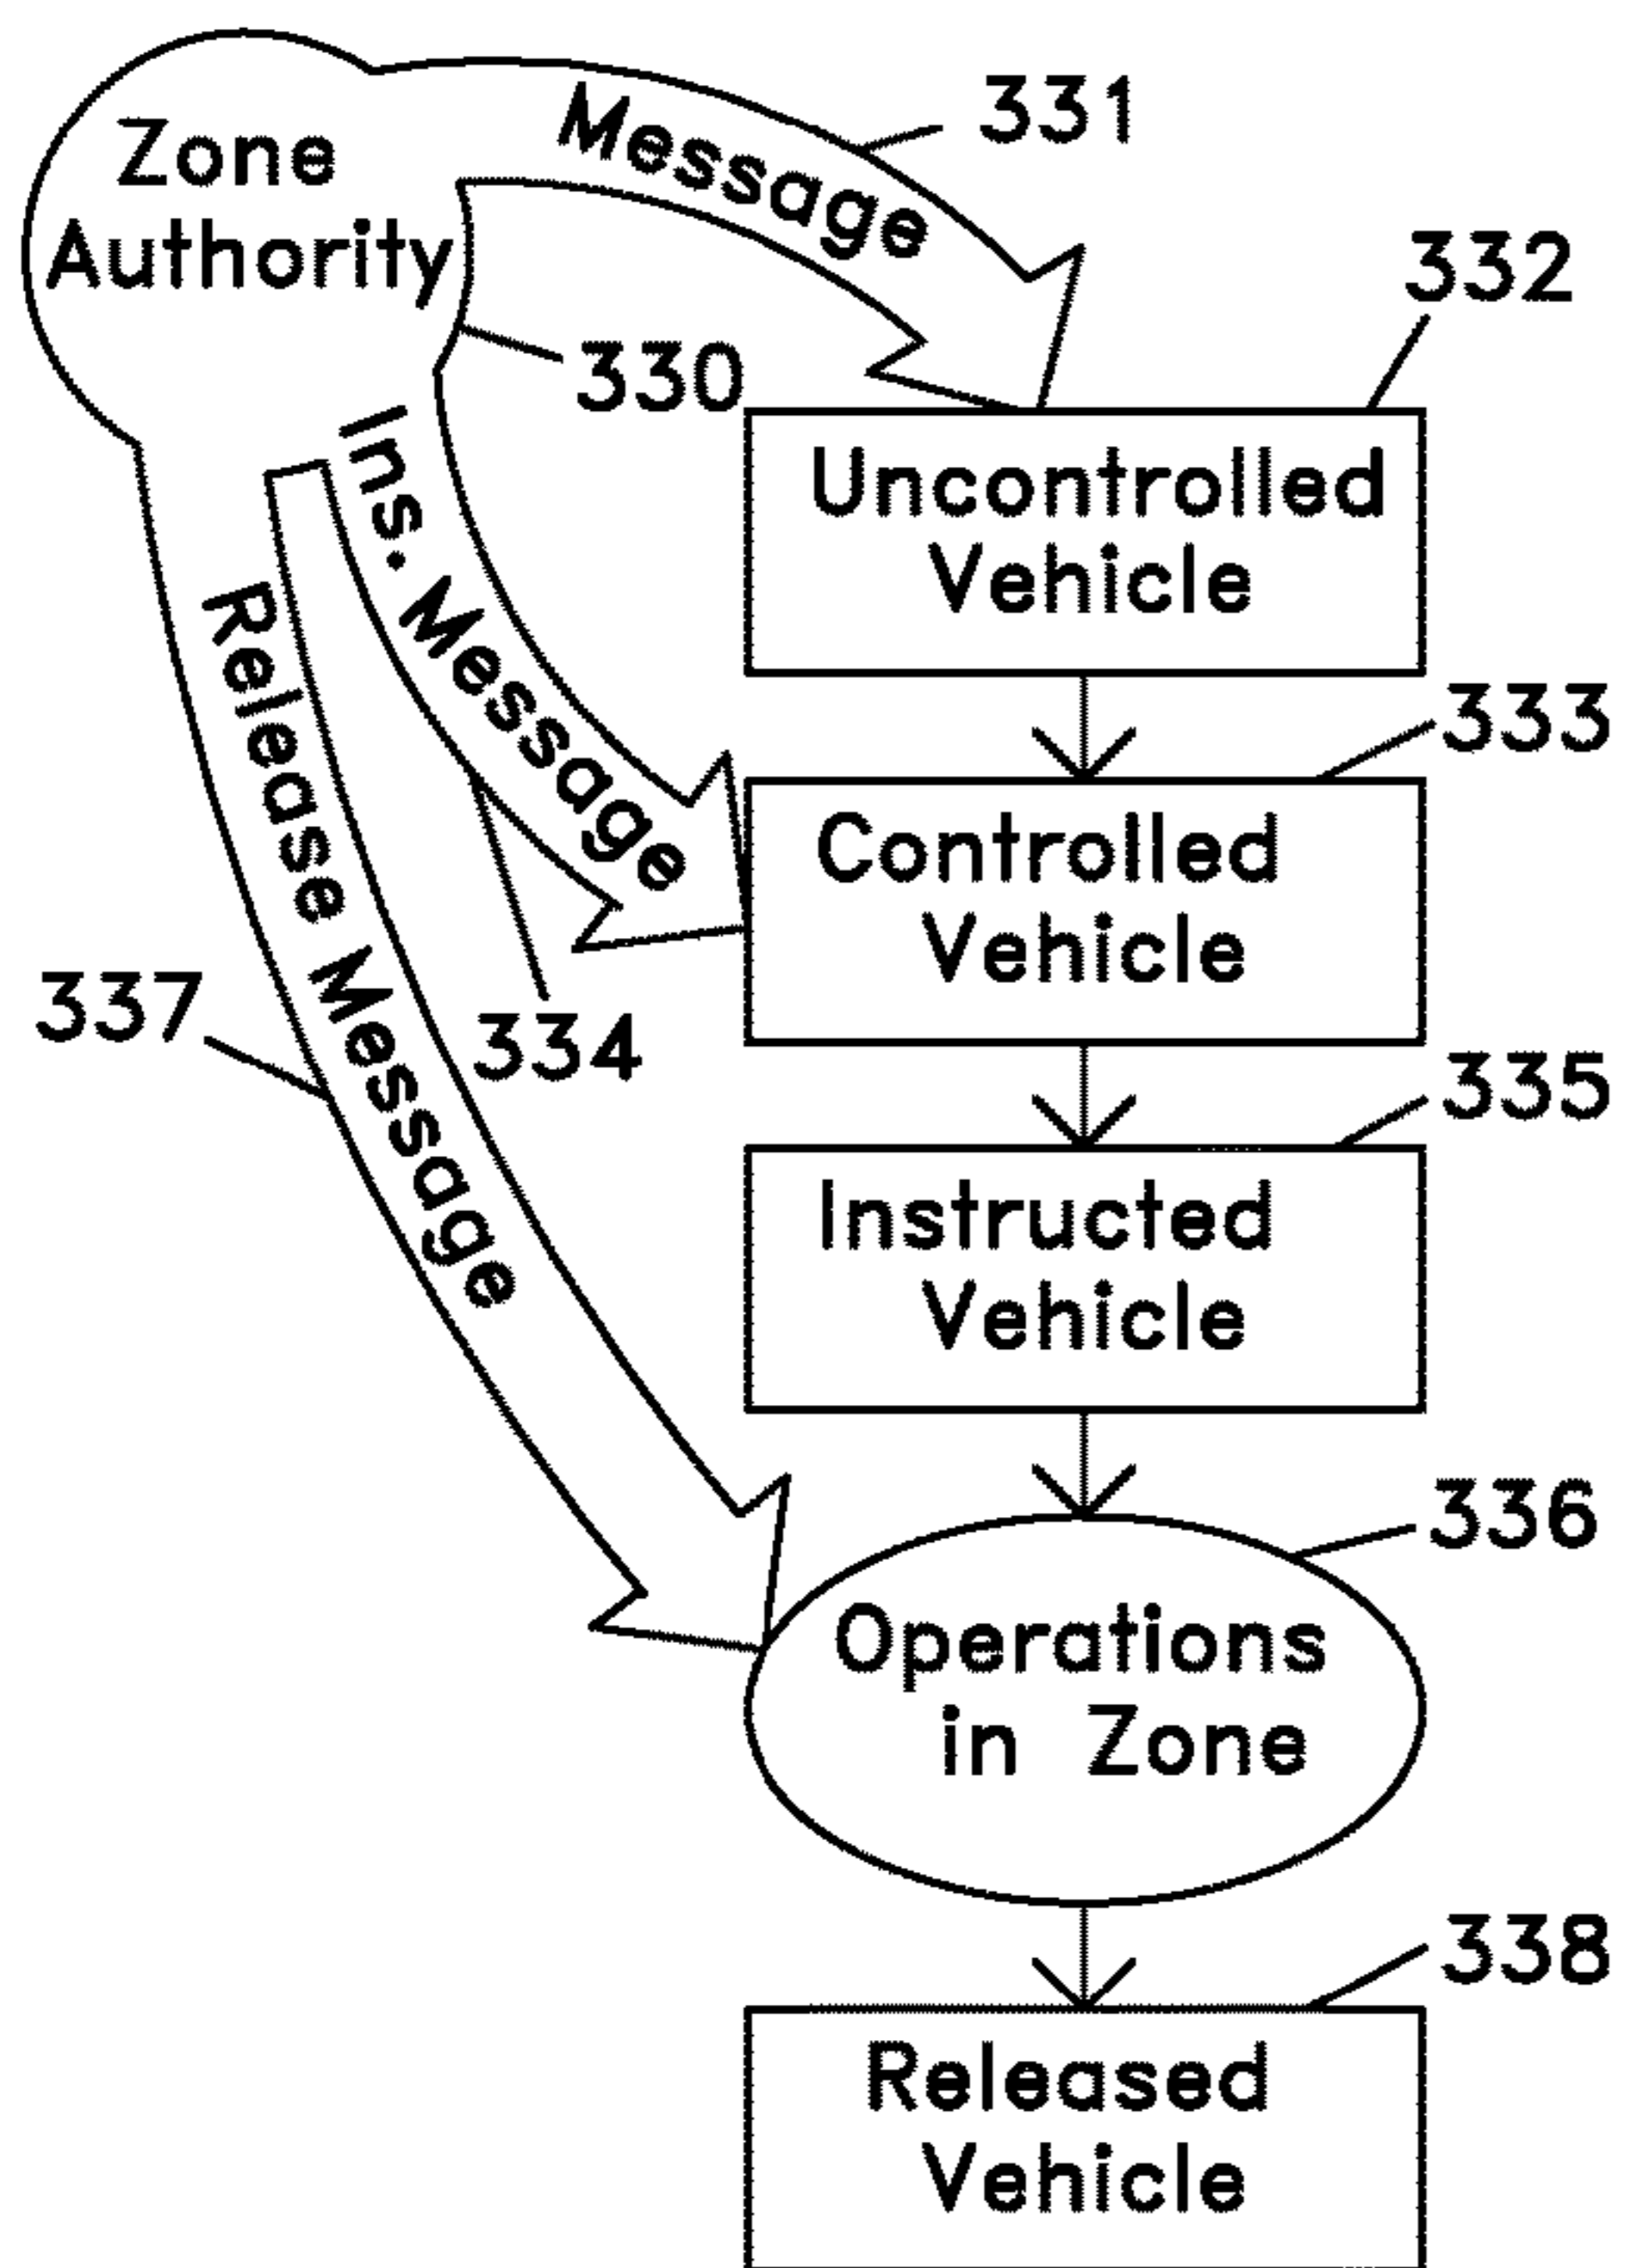 Zone
Authority
Message
331
330
332
Uncontrolled
Vehicle
Ins. Message
333
Controlled
Vehicle
Release Message
337
334
335
Instructed
Vehicle
336
Operations
in Zone
338
Released
Vehicle